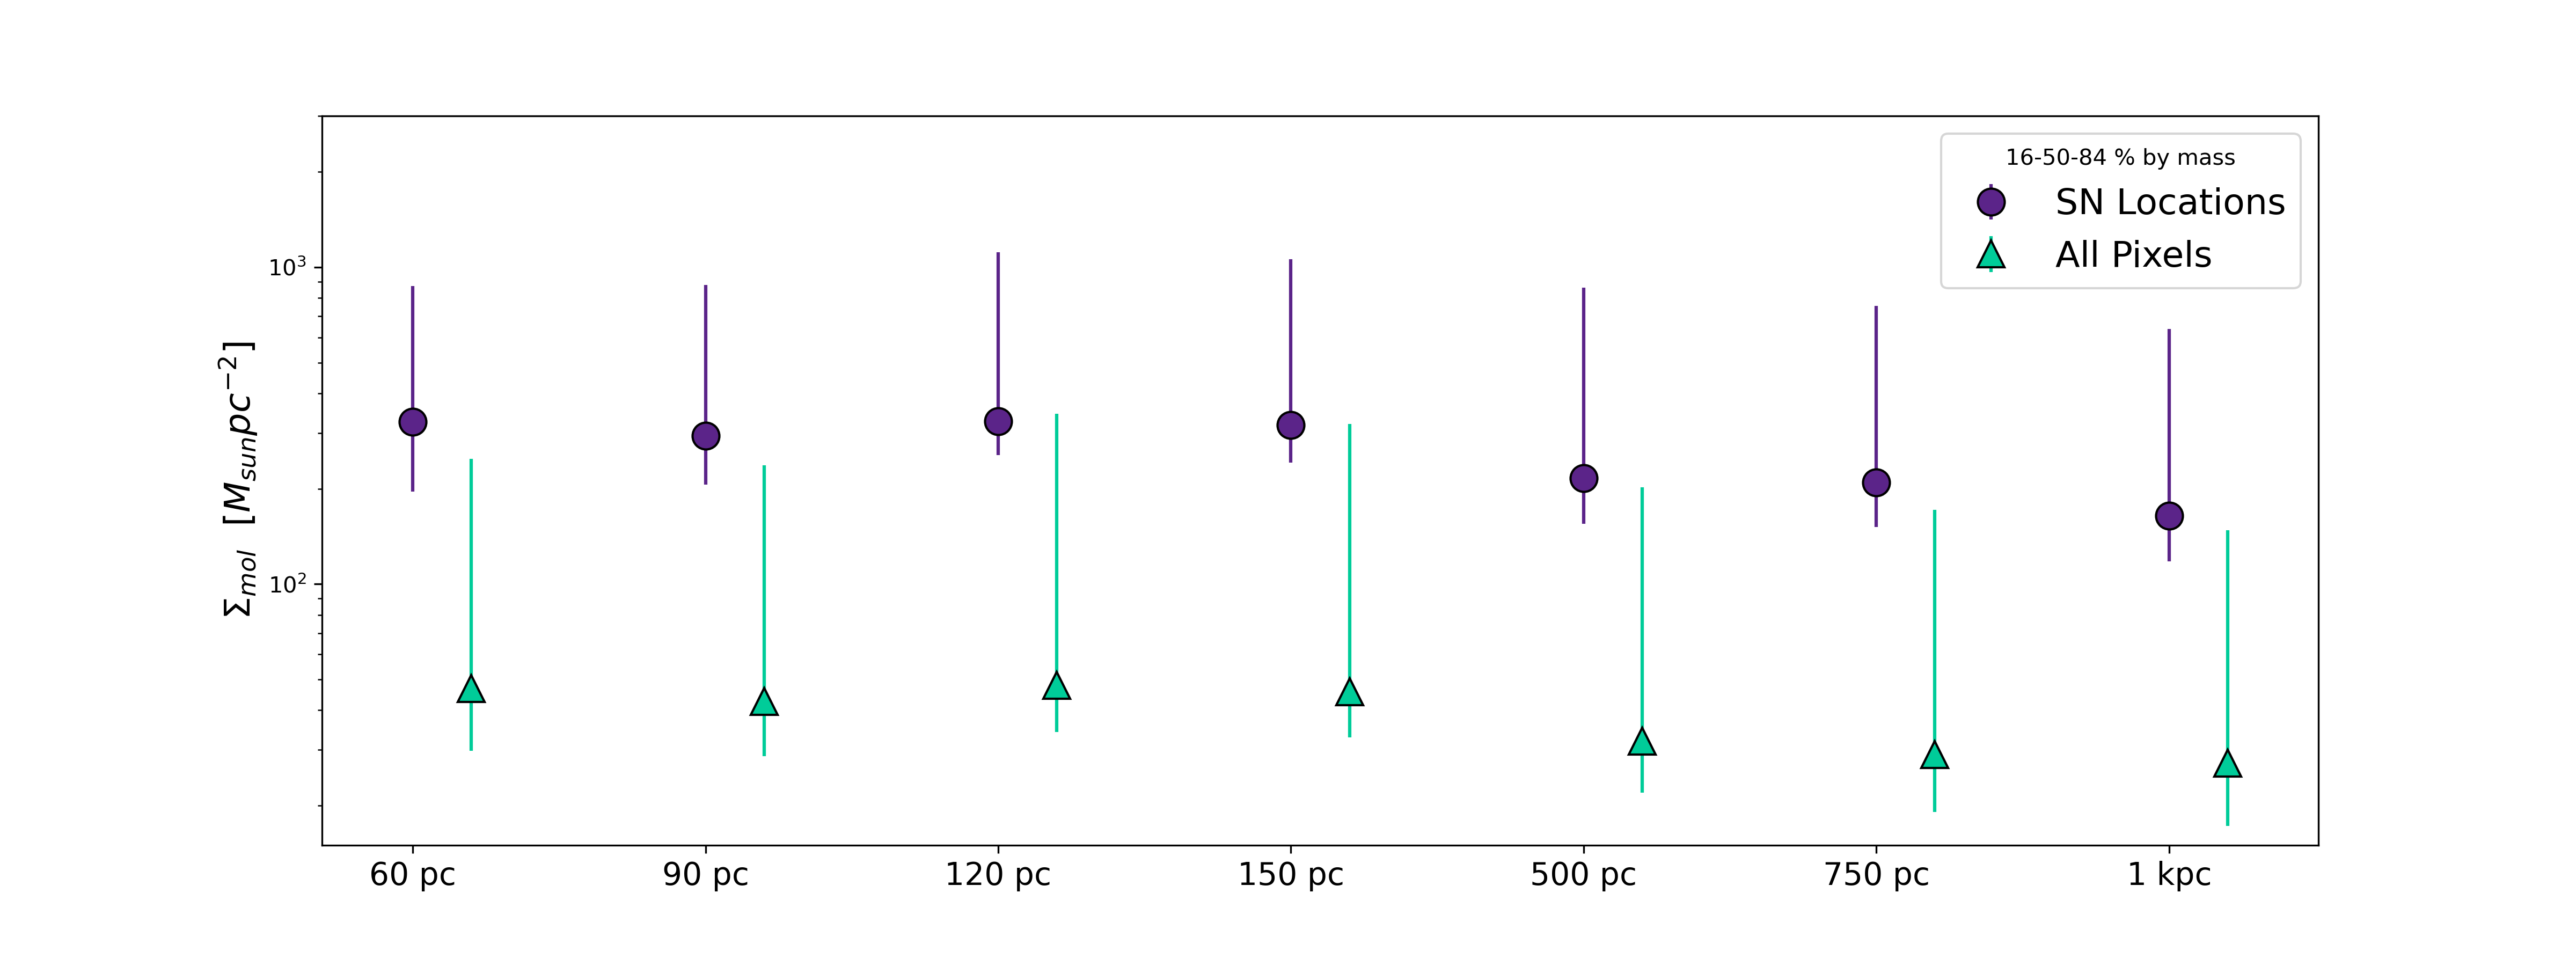 16-50-84 % by mass
SN Locations
All Pixels
10³
10²
Σ_mol [M_sun pc⁻²]
60 pc 90 pc 120 pc 150 pc 500 pc 750 pc 1 kpc